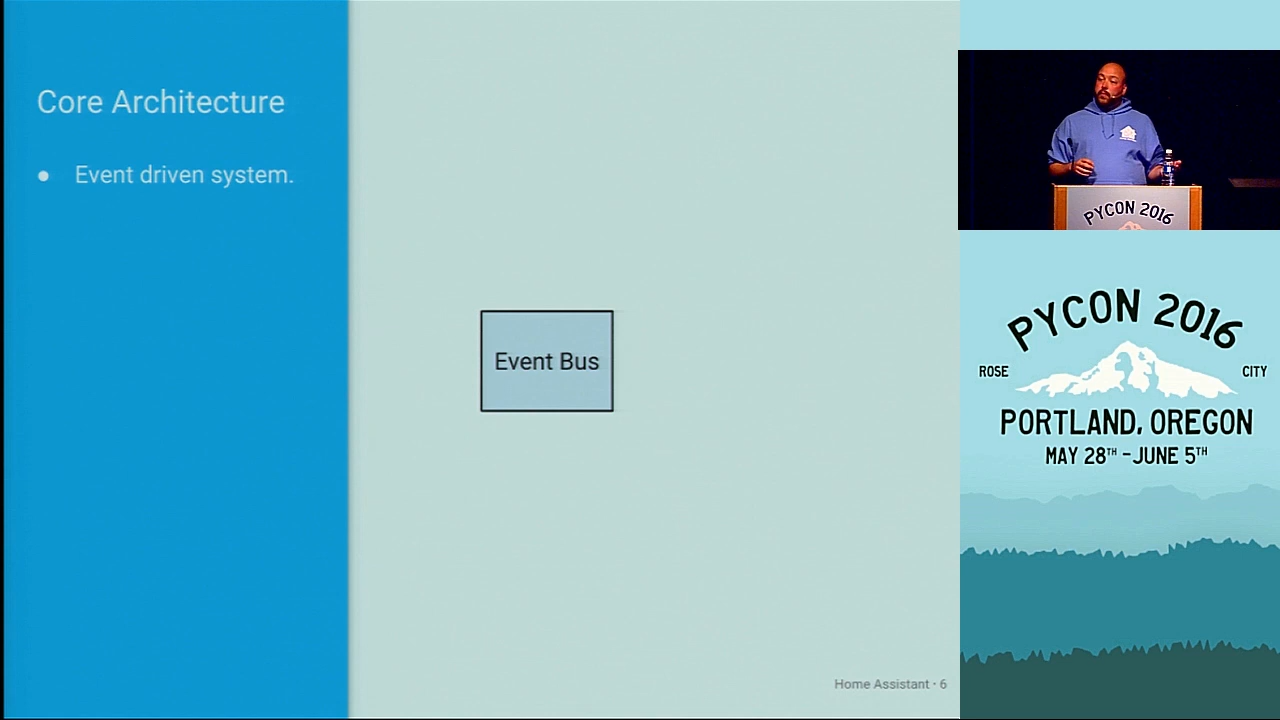 Core Architecture
● Event driven system.
Event Bus
Home Assistant · 6
PYCON 2016
PYCON 2016
ROSE
CITY
PORTLAND, OREGON
MAY 28TH - JUNE 5TH